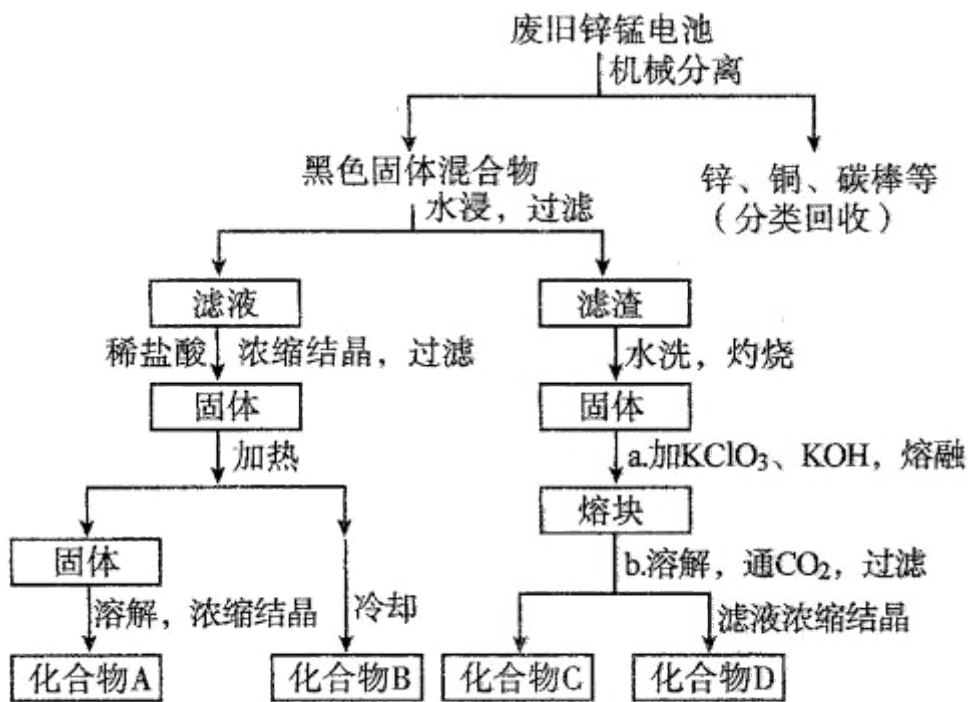 废旧锌锰电池
机械分离
黑色固体混合物
锌、铜、碳棒等
（分类回收）
水浸，过滤
滤液
滤渣
稀盐酸 浓缩结晶，过滤
水洗，灼烧
固体
固体
加热
a.加KClO₃、KOH，熔融
熔块
固体
b.溶解，通CO₂，过滤
溶解，浓缩结晶
冷却
滤液浓缩结晶
化合物A
化合物B
化合物C
化合物D